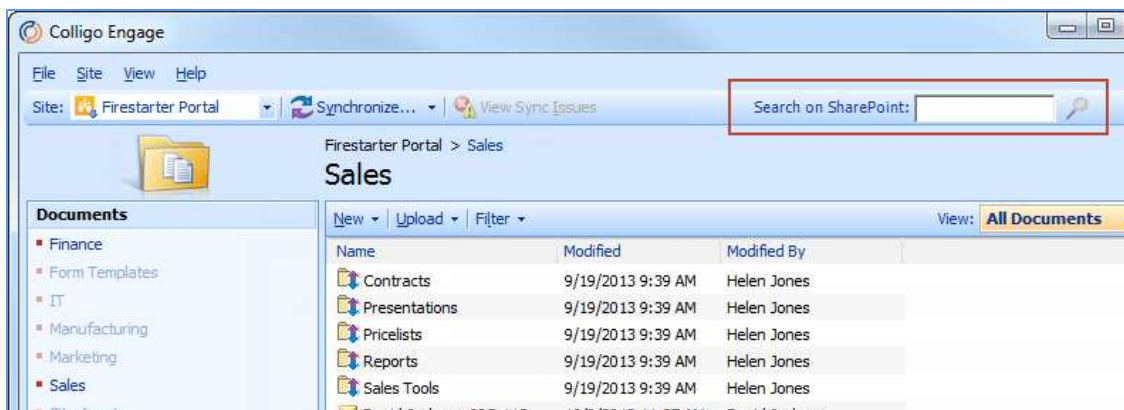 Colligo Engage
File Site View Help
Site: Firestarter Portal Synchronize... View Sync Issues Search on SharePoint:
Firestarter Portal > Sales
Sales
Documents
New Upload Filter View: All Documents
Finance
Name Modified Modified By
Form Templates
Contracts 9/19/2013 9:39 AM Helen Jones
IT
Presentations 9/19/2013 9:39 AM Helen Jones
Manufacturing
Pricelists 9/19/2013 9:39 AM Helen Jones
Marketing
Reports 9/19/2013 9:39 AM Helen Jones
Sales
Sales Tools 9/19/2013 9:39 AM Helen Jones